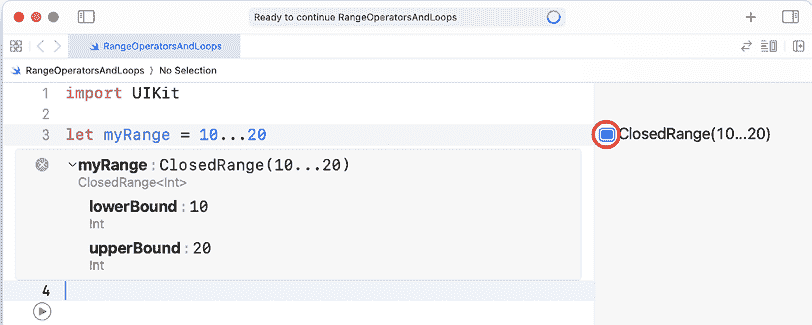 Ready to continue RangeOperatorsAndLoops
RangeOperatorsAndLoops
RangeOperatorsAndLoops ⟩ No Selection
1 import UIKit
2
3 let myRange = 10...20
ClosedRange(10...20)
myRange : ClosedRange(10...20)
ClosedRange<Int>
lowerBound : 10
Int
upperBound : 20
Int
4